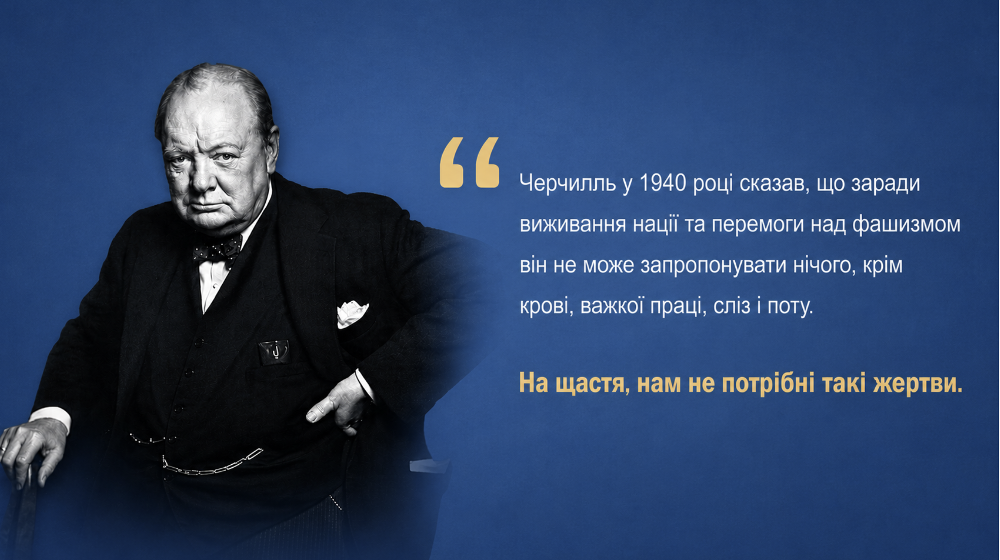 “
Черчилль у 1940 році сказав, що заради
виживання нації та перемоги над фашизмом
він не може запропонувати нічого, крім
крові, важкої праці, сліз і поту.
На щастя, нам не потрібні такі жертви.